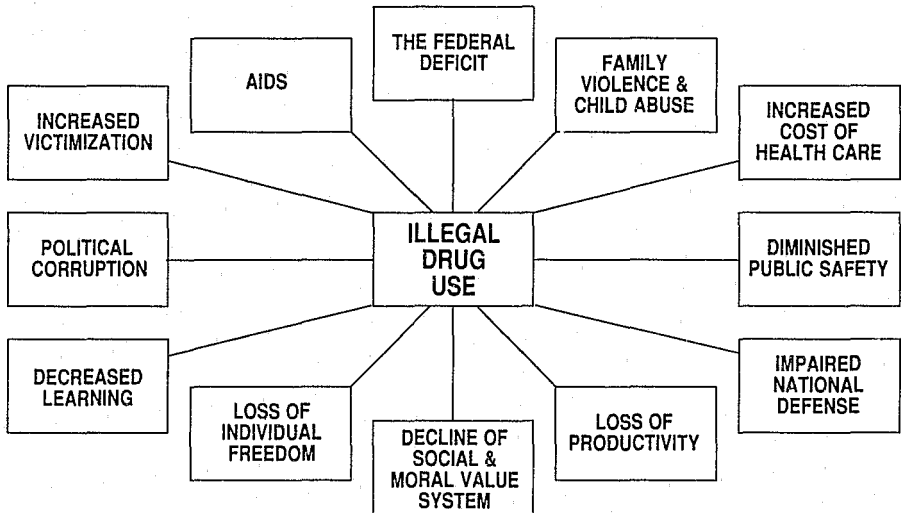 THE FEDERAL
DEFICIT
AIDS
FAMILY
VIOLENCE &
CHILD ABUSE
INCREASED
VICTIMIZATION
INCREASED
COST OF
HEALTH CARE
POLITICAL
CORRUPTION
ILLEGAL
DRUG
USE
DIMINISHED
PUBLIC SAFETY
DECREASED
LEARNING
IMPAIRED
NATIONAL
DEFENSE
LOSS OF
INDIVIDUAL
FREEDOM
DECLINE OF
SOCIAL &
MORAL VALUE
SYSTEM
LOSS OF
PRODUCTIVITY